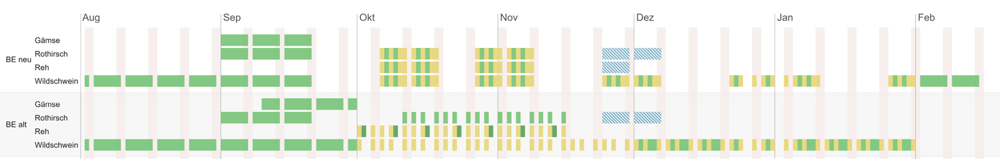 Aug Sep Okt Nov Dez Jan Feb
Gämse
Rothirsch
BE neu
Reh
Wildschwein
Gämse
Rothirsch
BE alt
Reh
Wildschwein